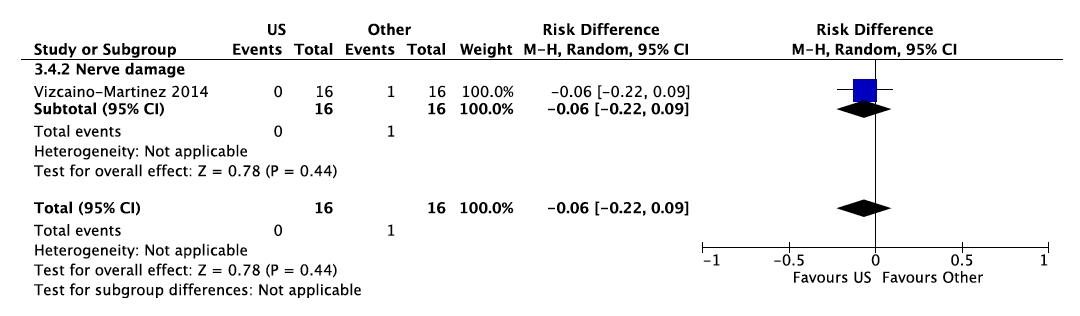 US Other Risk Difference Risk Difference
Study or Subgroup Events Total Events Total Weight M-H, Random, 95% CI M-H, Random, 95% CI
3.4.2 Nerve damage
Vizcaino-Martinez 2014 0 16 1 16 100.0% -0.06 [-0.22, 0.09]
Subtotal (95% CI) 16 16 100.0% -0.06 [-0.22, 0.09]
Total events 0 1
Heterogeneity: Not applicable
Test for overall effect: Z = 0.78 (P = 0.44)
Total (95% CI) 16 16 100.0% -0.06 [-0.22, 0.09]
Total events 0 1
Heterogeneity: Not applicable
Test for overall effect: Z = 0.78 (P = 0.44)
Test for subgroup differences: Not applicable
-1 -0.5 0 0.5 1
Favours US Favours Other